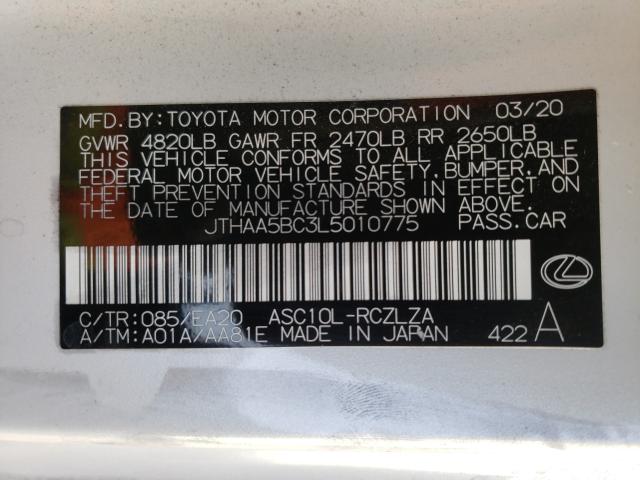 MFD.BY:TOYOTA MOTOR CORPORATION 03/20
GVWR 4820LB GAWR FR 2470LB RR 2650LB
THIS VEHICLE CONFORMS TO ALL APPLICABLE
FEDERAL MOTOR VEHICLE SAFETY,BUMPER,AND
THEFT PREVENTION STANDARDS IN EFFECT ON
THE DATE OF MANUFACTURE SHOWN ABOVE.
JTHAA5BC3L5010775 PASS.CAR
C/TR:085/EA20 ASC10L-RCZLZA
A/TM:A01A/AA81E MADE IN JAPAN 422 A